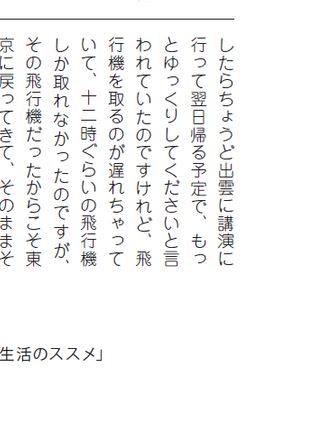 したらちょうど出雲に講演に
行って翌日帰る予定で、もっ
とゆっくりしてくださいと言
われていたのですけれど、飛
行機を取るのが遅れちゃって
いて、十二時ぐらいの飛行機
しか取れなかったのですが、
その飛行機だったからこそ東
京に戻ってきて、そのままそ
生活のススメ」